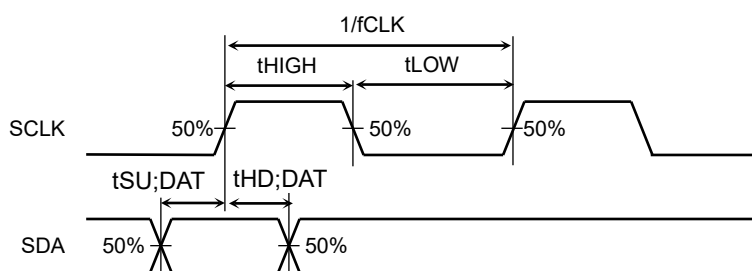 1/fCLK
tHIGH tLOW
SCLK 50% 50% 50%
tSU;DAT tHD;DAT
SDA 50% 50%